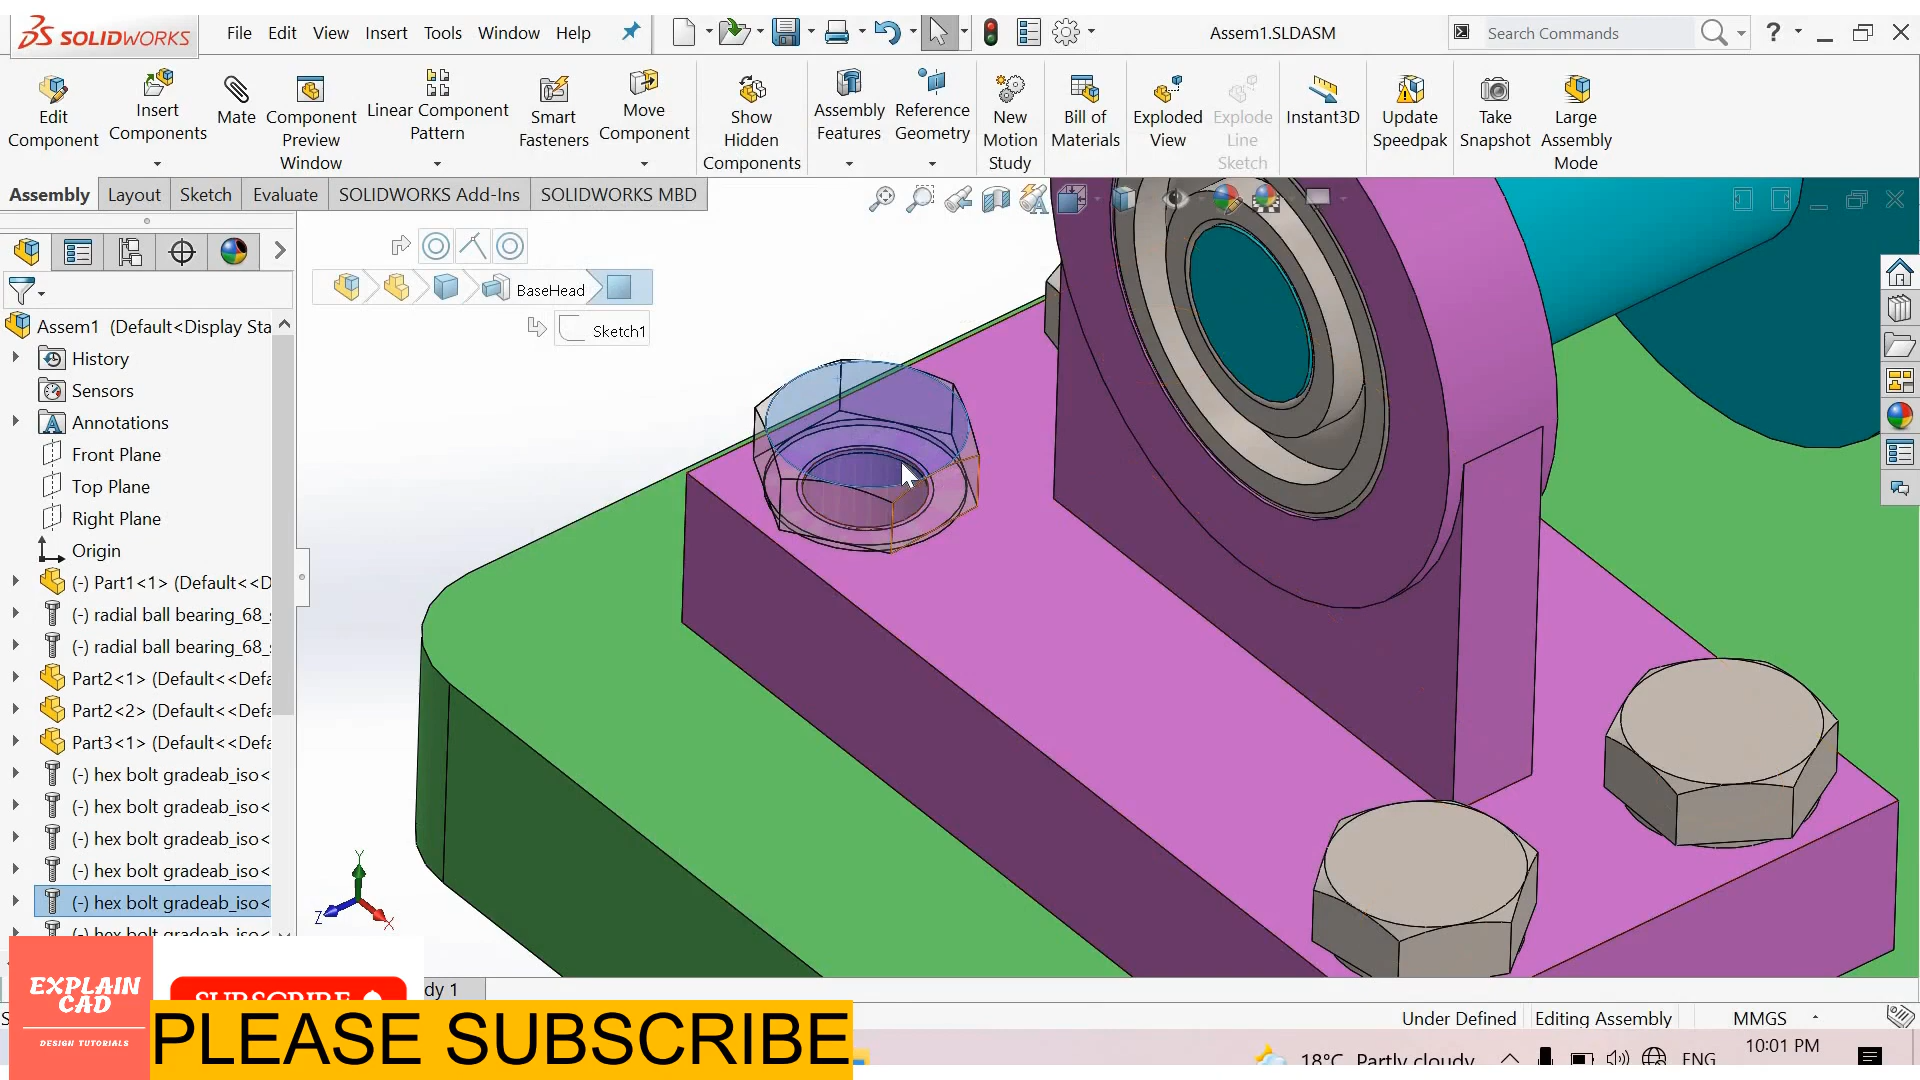 SOLIDWORKS
File Edit View Insert Tools Window Help
Assem1.SLDASM
Search Commands
Edit Component
Insert Components
Mate
Component Preview Window
Linear Component Pattern
Smart Fasteners
Move Component
Show Hidden Components
Assembly Features
Reference Geometry
New Motion Study
Bill of Materials
Exploded View
Explode Line Sketch
Instant3D
Update Speedpak
Take Snapshot
Large Assembly Mode
Assembly Layout Sketch Evaluate SOLIDWORKS Add-Ins SOLIDWORKS MBD
BaseHead
Sketch1
Assem1 (Default<Display Sta
History
Sensors
Annotations
Front Plane
Top Plane
Right Plane
Origin
(-) Part1<1> (Default<<D
(-) radial ball bearing_68_
(-) radial ball bearing_68_
Part2<1> (Default<<Defa
Part2<2> (Default<<Defa
Part3<1> (Default<<Defa
(-) hex bolt gradeab_iso<
(-) hex bolt gradeab_iso<
(-) hex bolt gradeab_iso<
(-) hex bolt gradeab_iso<
(-) hex bolt gradeab_iso<
(-) hex bolt gradeab_iso<
Y
Z
X
EXPLAIN
CAD
DESIGN TUTORIALS
SUBSCRIBE
dy 1
PLEASE SUBSCRIBE
Under Defined Editing Assembly MMGS
18°C Partly cloudy
ENG
10:01 PM